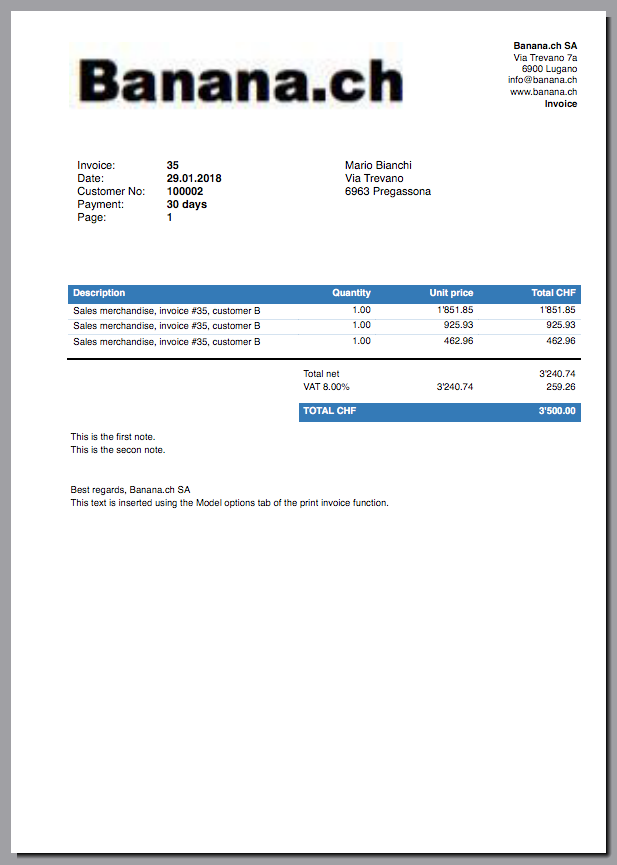 Banana.ch
Banana.ch SA
Via Trevano 7a
6900 Lugano
info@banana.ch
www.banana.ch
Invoice
Invoice: 35
Date: 29.01.2018
Customer No: 100002
Payment: 30 days
Page: 1
Mario Bianchi
Via Trevano
6963 Pregassona
Description Quantity Unit price Total CHF
Sales merchandise, invoice #35, customer B 1.00 1'851.85 1'851.85
Sales merchandise, invoice #35, customer B 1.00 925.93 925.93
Sales merchandise, invoice #35, customer B 1.00 462.96 462.96
Total net 3'240.74
VAT 8.00% 3'240.74 259.26
TOTAL CHF 3'500.00
This is the first note.
This is the secon note.
Best regards, Banana.ch SA
This text is inserted using the Model options tab of the print invoice function.